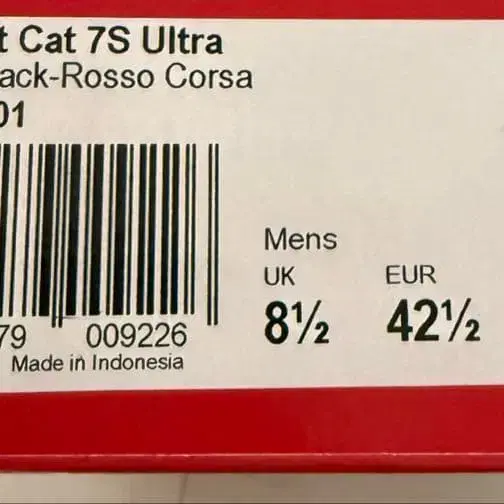 t Cat 7S Ultra
ack-Rosso Corsa
01
79 009226
Made in Indonesia
Mens
UK EUR
8½ 42½